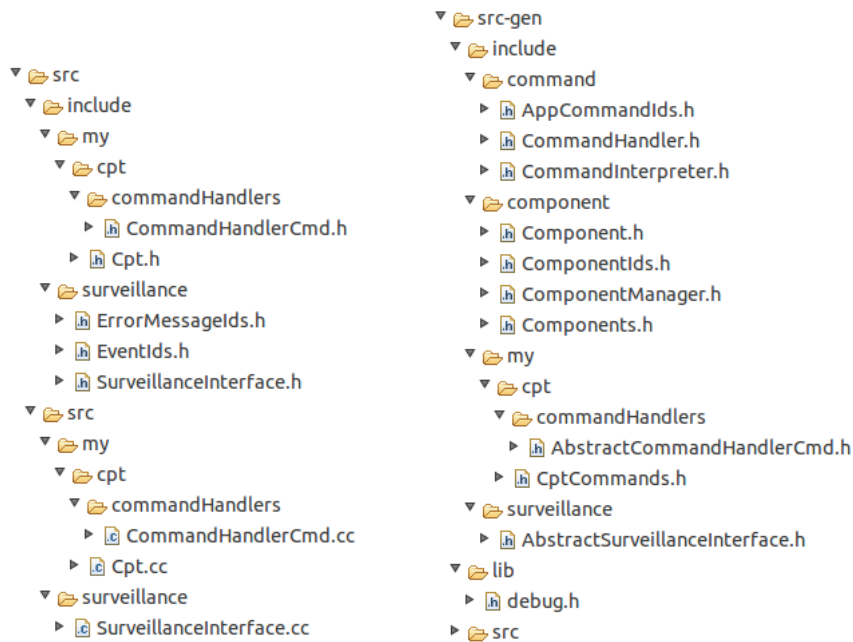 src
include
my
cpt
commandHandlers
CommandHandlerCmd.h
Cpt.h
surveillance
ErrorMessageIds.h
EventIds.h
SurveillanceInterface.h
src
my
cpt
commandHandlers
CommandHandlerCmd.cc
Cpt.cc
surveillance
SurveillanceInterface.cc
src-gen
include
command
AppCommandIds.h
CommandHandler.h
CommandInterpreter.h
component
Component.h
ComponentIds.h
ComponentManager.h
Components.h
my
cpt
commandHandlers
AbstractCommandHandlerCmd.h
CptCommands.h
surveillance
AbstractSurveillanceInterface.h
lib
debug.h
src